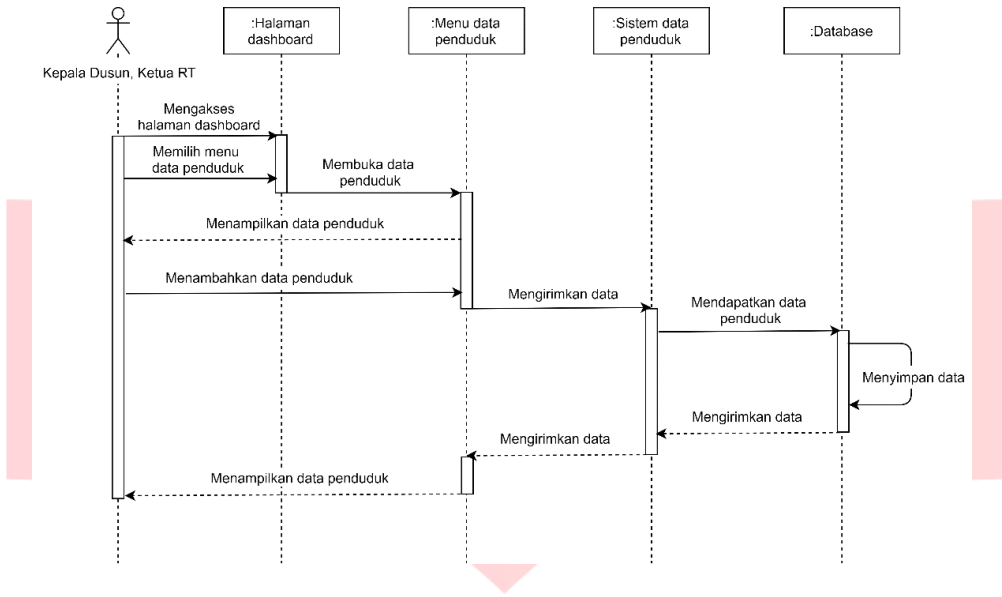 :Halaman
dashboard
:Menu data
penduduk
:Sistem data
penduduk
:Database
Kepala Dusun, Ketua RT
Mengakses
halaman dashboard
Memilih menu
data penduduk
Membuka data
penduduk
Menampilkan data penduduk
Menambahkan data penduduk
Mengirimkan data
Mendapatkan data
penduduk
Menyimpan data
Mengirimkan data
Mengirimkan data
Menampilkan data penduduk